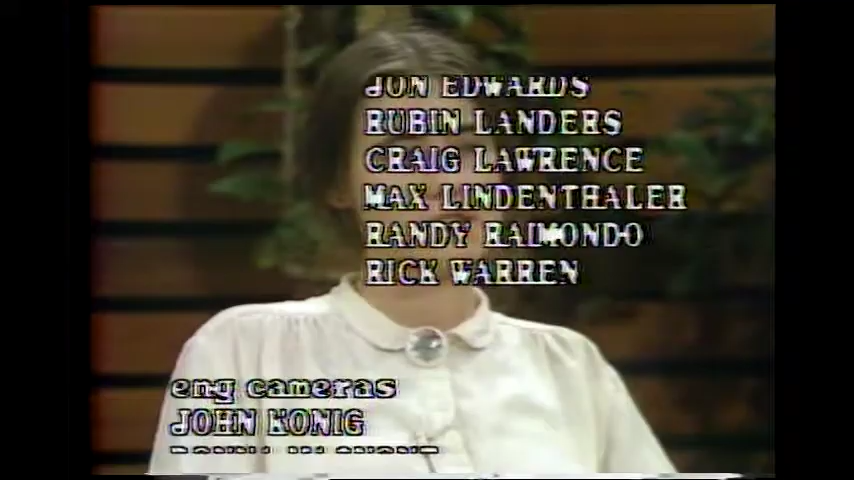 JON EDWARDS
RUBIN LANDERS
CRAIG LAWRENCE
MAX LINDENTHALER
RANDY RAIMONDO
RICK WARREN
eng cameras
JOHN KONIG